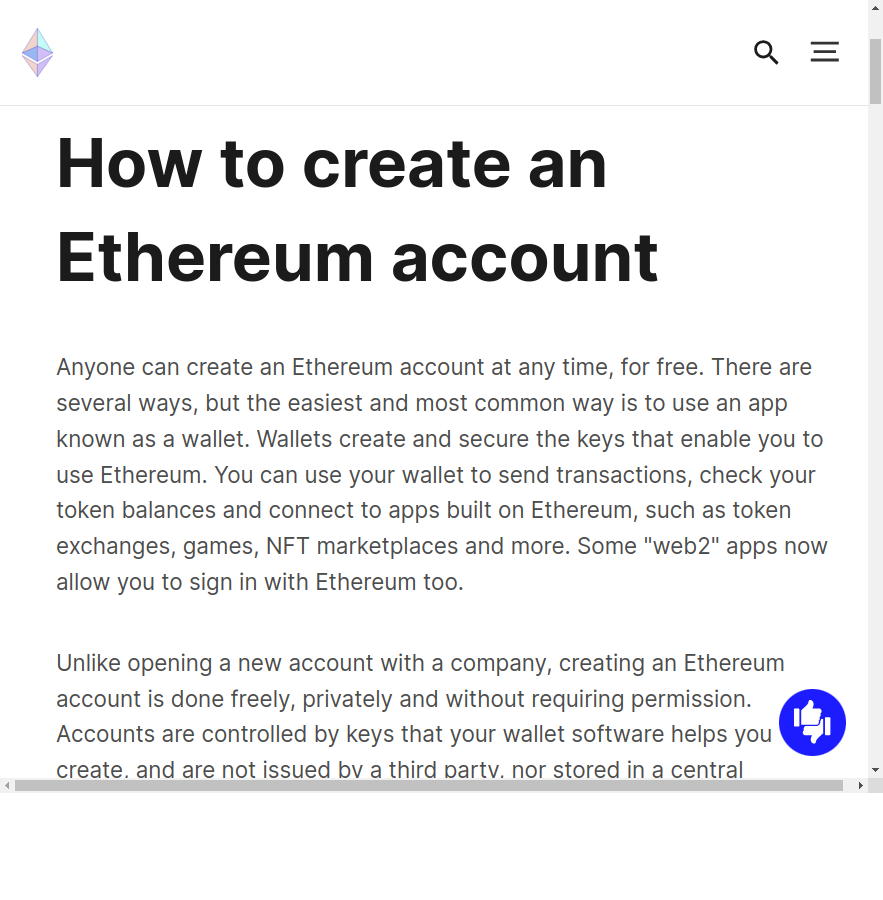 How to create an
Ethereum account
Anyone can create an Ethereum account at any time, for free. There are
several ways, but the easiest and most common way is to use an app
known as a wallet. Wallets create and secure the keys that enable you to
use Ethereum. You can use your wallet to send transactions, check your
token balances and connect to apps built on Ethereum, such as token
exchanges, games, NFT marketplaces and more. Some "web2" apps now
allow you to sign in with Ethereum too.
Unlike opening a new account with a company, creating an Ethereum
account is done freely, privately and without requiring permission.
Accounts are controlled by keys that your wallet software helps you
create, and are not issued by a third party, nor stored in a central